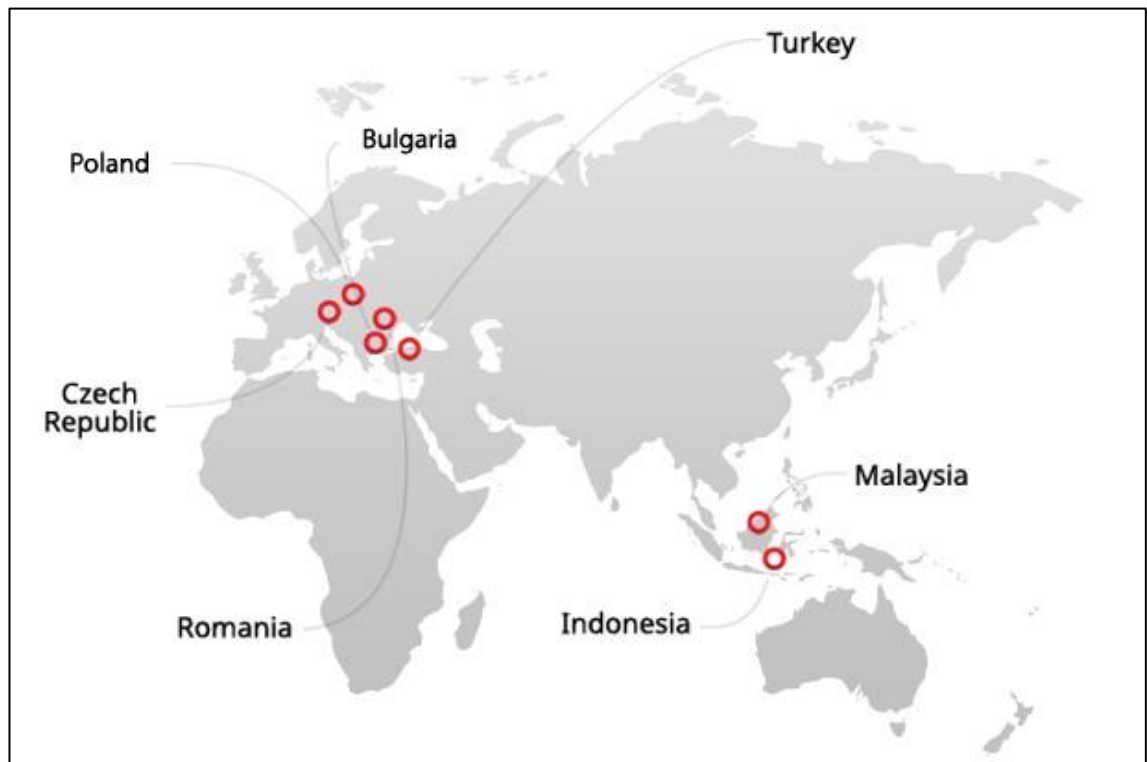 Turkey
Bulgaria
Poland
Czech
Republic
Malaysia
Indonesia
Romania